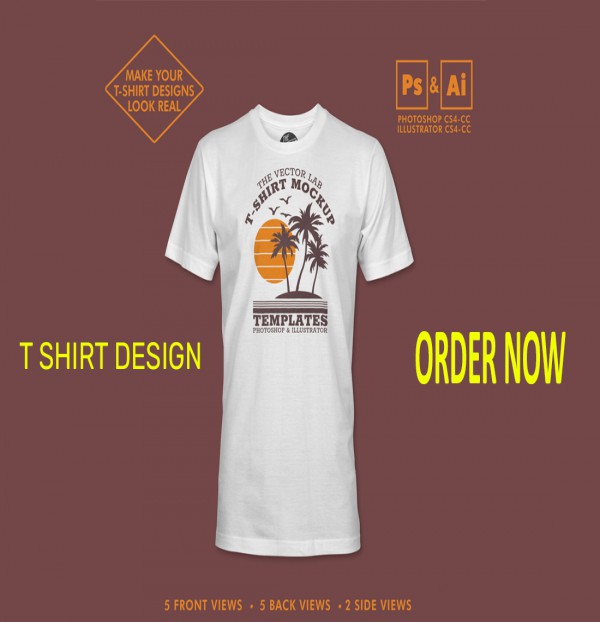 MAKE YOUR
T-SHIRT DESIGNS
LOOK REAL
Ps & Ai
PHOTOSHOP CS4-CC
ILLUSTRATOR CS4-CC
THE VECTOR LAB
T-SHIRT MOCKUP
TEMPLATES
PHOTOSHOP & ILLUSTRATOR
T SHIRT DESIGN
ORDER NOW
5 FRONT VIEWS • 5 BACK VIEWS • 2 SIDE VIEWS